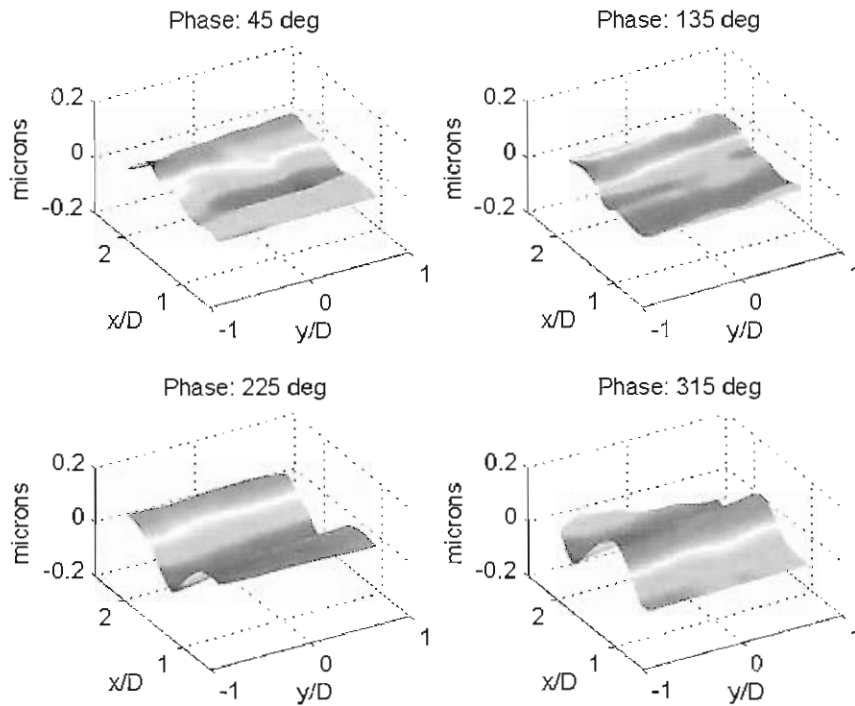 Phase: 45 deg
0.2
0
-0.2
microns
2
1
x/D
-1
0
1
y/D
Phase: 135 deg
0.2
0
-0.2
microns
2
1
x/D
-1
0
y/D
Phase: 225 deg
0.2
0
-0.2
microns
2
1
x/D
-1
0
1
y/D
Phase: 315 deg
0.2
0
-0.2
microns
2
1
x/D
-1
0
y/D